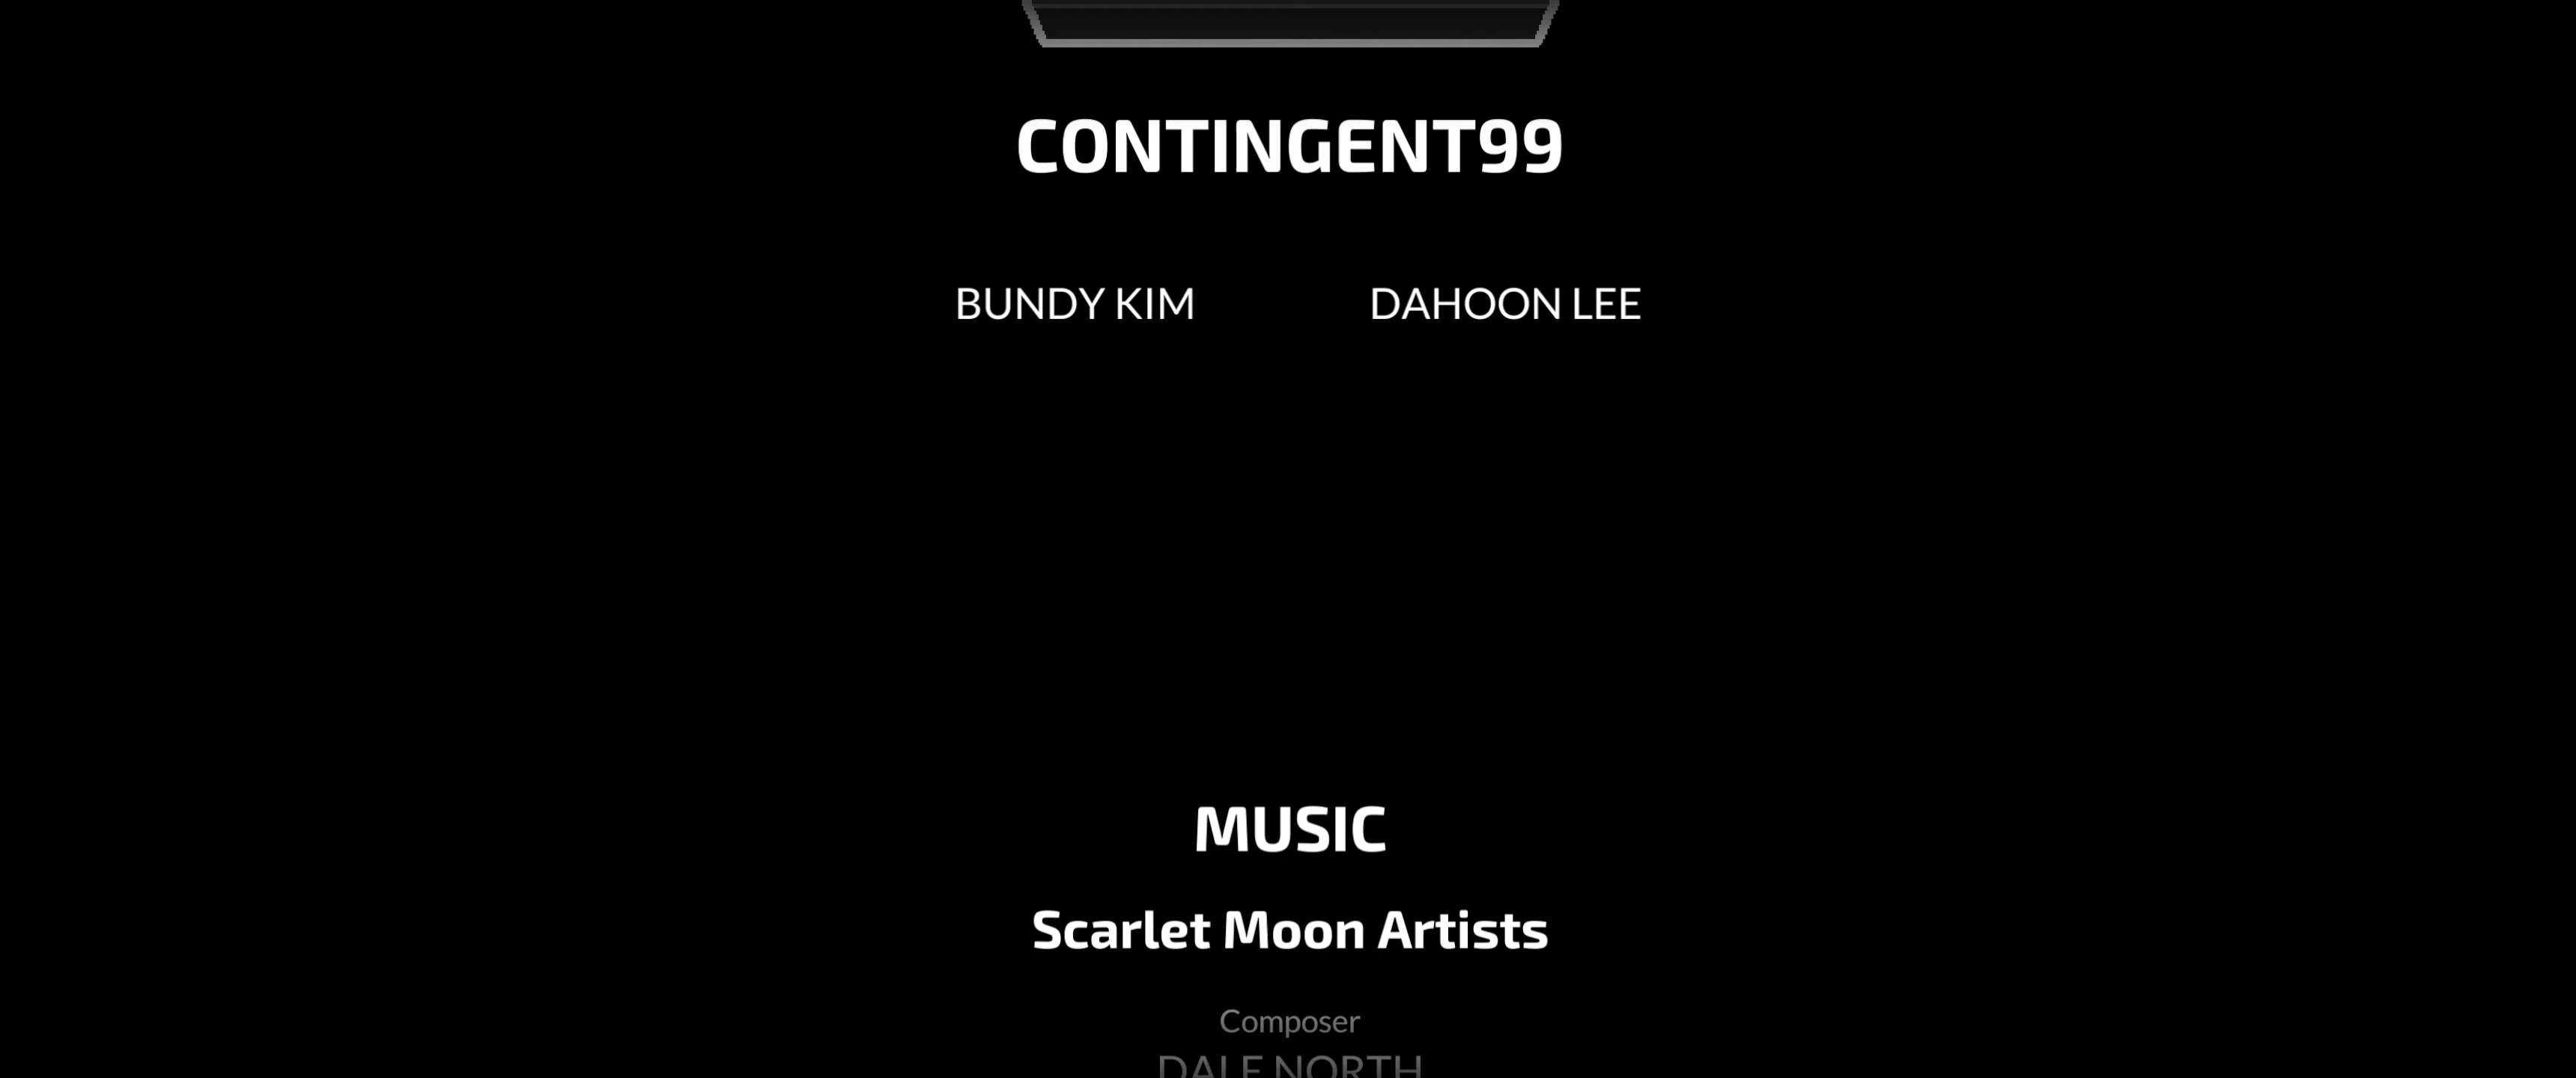 CONTINGENT99
BUNDY KIM DAHOON LEE
MUSIC
Scarlet Moon Artists
Composer
DALE NORTH